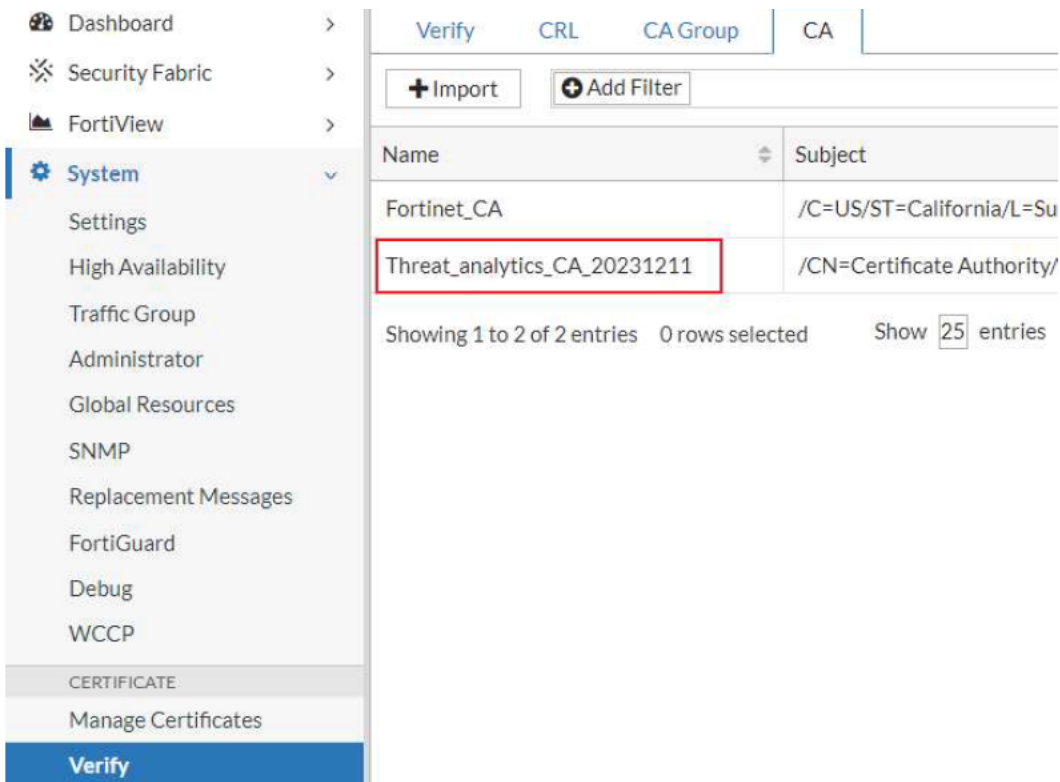 Dashboard
Security Fabric
FortiView
System
Settings
High Availability
Traffic Group
Administrator
Global Resources
SNMP
Replacement Messages
FortiGuard
Debug
WCCP
CERTIFICATE
Manage Certificates
Verify
Verify CRL CA Group CA
Import Add Filter
Name Subject
Fortinet_CA /C=US/ST=California/L=Su
Threat_analytics_CA_20231211 /CN=Certificate Authority/
Showing 1 to 2 of 2 entries 0 rows selected Show 25 entries